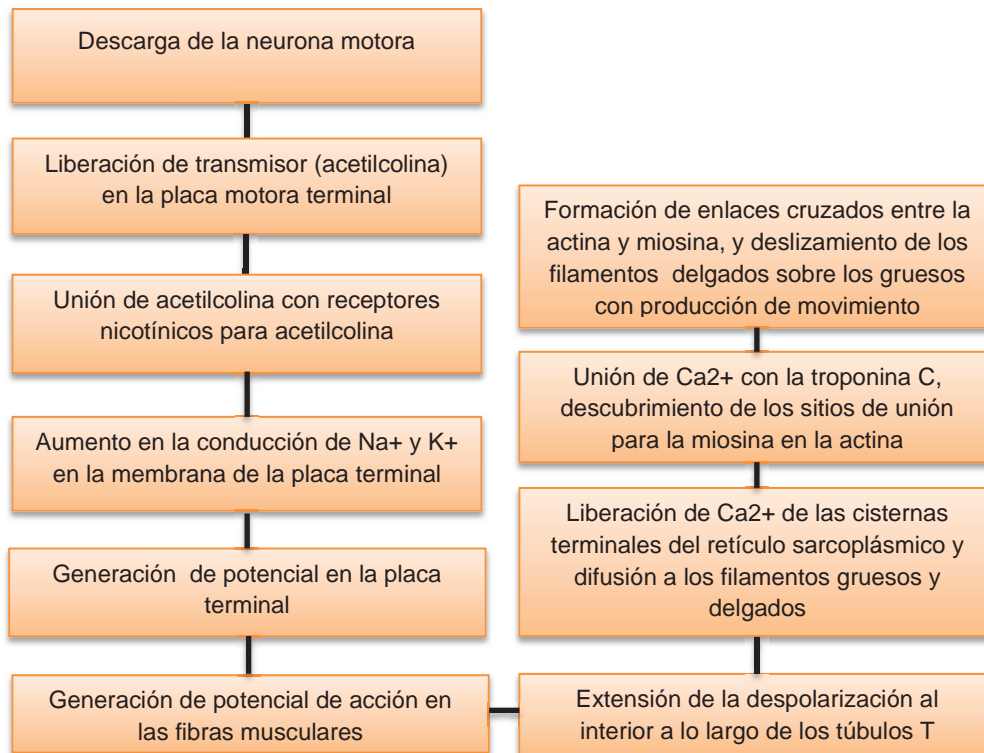 Descarga de la neurona motora
Liberación de transmisor (acetilcolina)
en la placa motora terminal
Unión de acetilcolina con receptores
nicotínicos para acetilcolina
Aumento en la conducción de Na+ y K+
en la membrana de la placa terminal
Generación de potencial en la placa
terminal
Generación de potencial de acción en
las fibras musculares
Extensión de la despolarización al
interior a lo largo de los túbulos T
Liberación de Ca2+ de las cisternas
terminales del retículo sarcoplásmico y
difusión a los filamentos gruesos y
delgados
Unión de Ca2+ con la troponina C,
descubrimiento de los sitios de unión
para la miosina en la actina
Formación de enlaces cruzados entre la
actina y miosina, y deslizamiento de los
filamentos delgados sobre los gruesos
con producción de movimiento